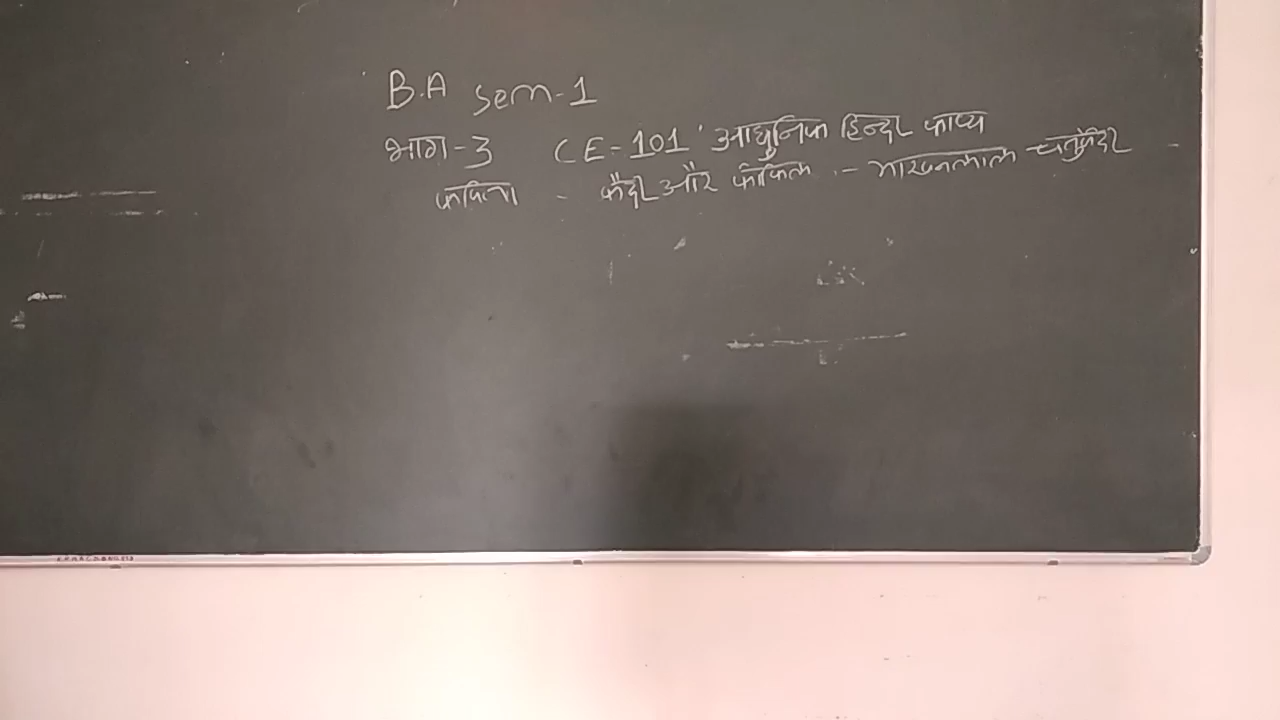 B.A Sem-1
भाग-3 CE-101 'आधुनिक हिन्दी काव्य
कविता - कैदी और कोकिला - माखनलाल चतुर्वेदी